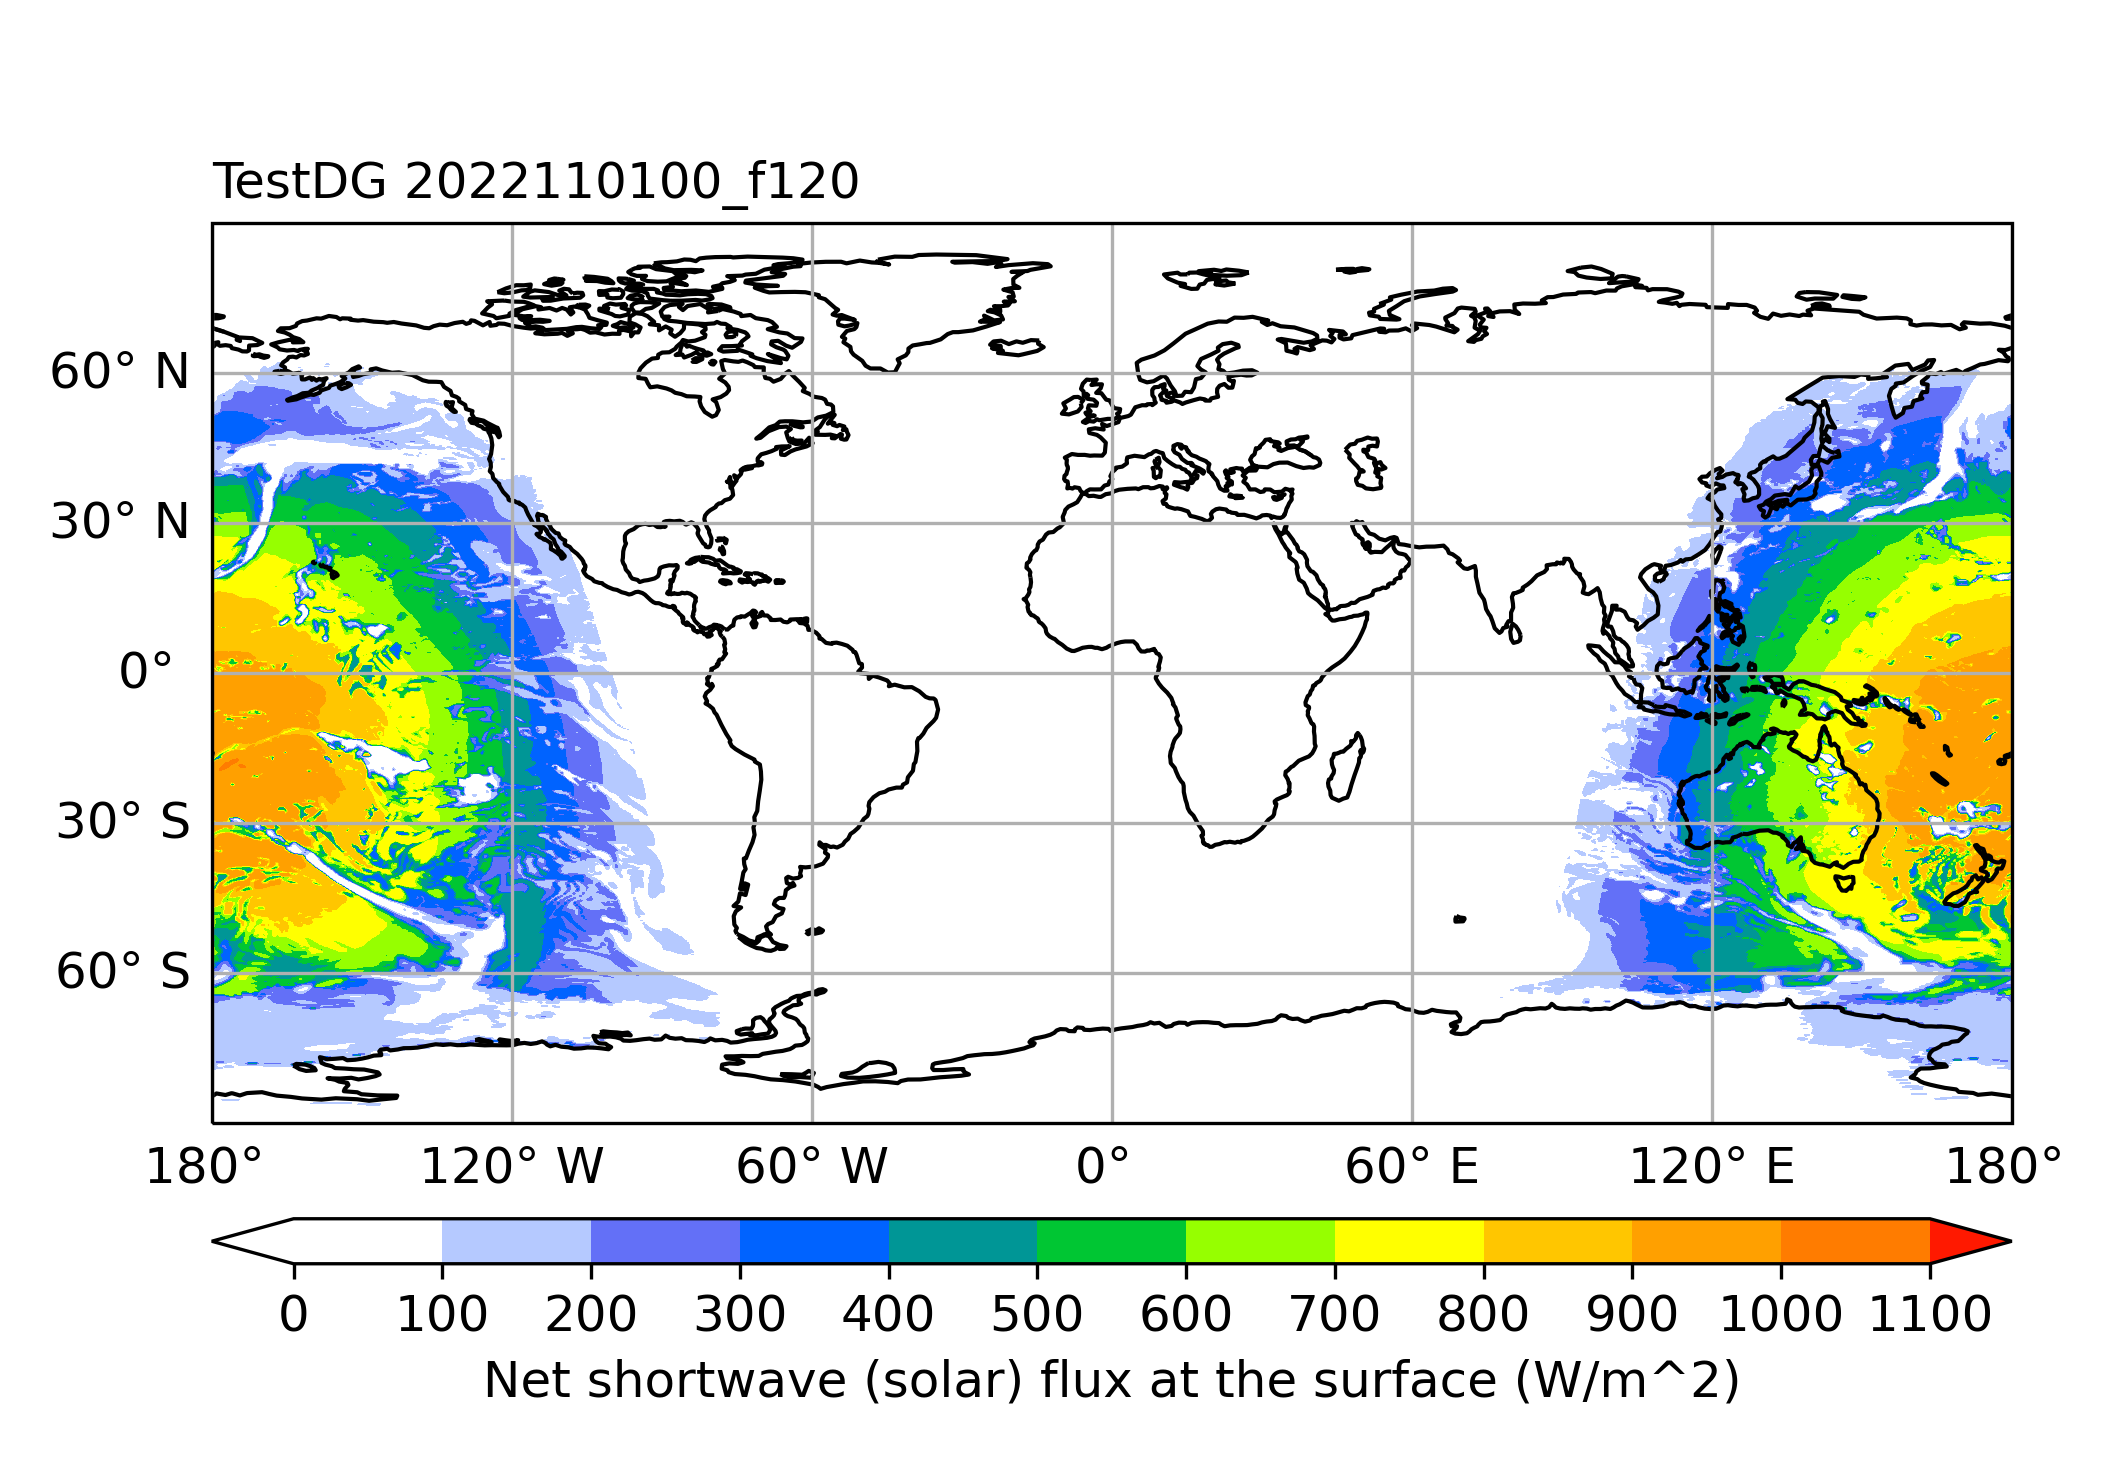 TestDG 2022110100_f120
60° N
30° N
0°
30° S
60° S
180° 120° W 60° W 0° 60° E 120° E 180°
0 100 200 300 400 500 600 700 800 900 1000 1100
Net shortwave (solar) flux at the surface (W/m^2)